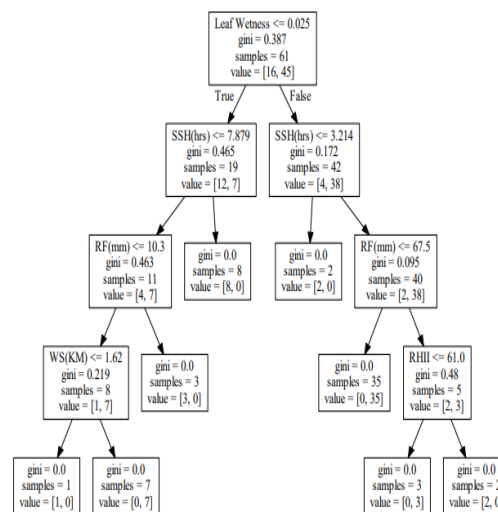 Leaf Wetness <= 0.025
gini = 0.387
samples = 61
value = [16, 45]
True
False
SSH(hrs) <= 7.879
gini = 0.465
samples = 19
value = [12, 7]
SSH(hrs) <= 3.214
gini = 0.172
samples = 42
value = [4, 38]
RF(mm) <= 10.3
gini = 0.463
samples = 11
value = [4, 7]
gini = 0.0
samples = 8
value = [8, 0]
gini = 0.0
samples = 2
value = [2, 0]
RF(mm) <= 67.5
gini = 0.095
samples = 40
value = [2, 38]
WS(KM) <= 1.62
gini = 0.219
samples = 8
value = [1, 7]
gini = 0.0
samples = 3
value = [3, 0]
gini = 0.0
samples = 35
value = [0, 35]
RHII <= 61.0
gini = 0.48
samples = 5
value = [2, 3]
gini = 0.0
samples = 1
value = [1, 0]
gini = 0.0
samples = 7
value = [0, 7]
gini = 0.0
samples = 3
value = [0, 3]
gini = 0.0
samples = 2
value = [2, 0]